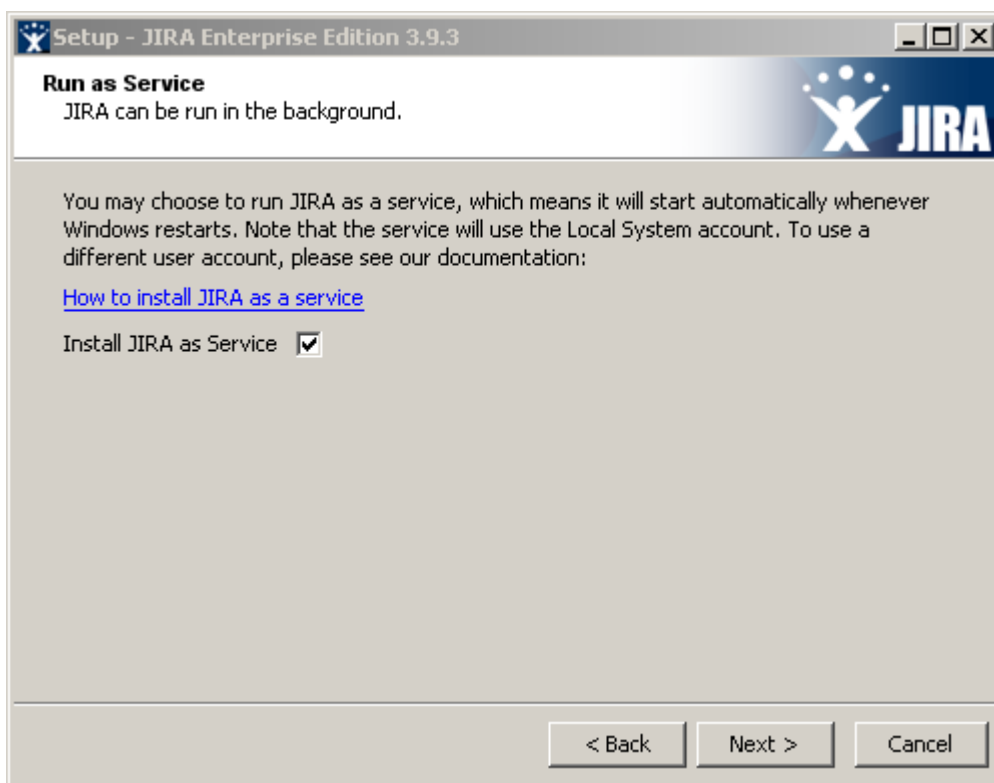 Setup - JIRA Enterprise Edition 3.9.3
Run as Service
JIRA can be run in the background.
JIRA
You may choose to run JIRA as a service, which means it will start automatically whenever
Windows restarts. Note that the service will use the Local System account. To use a
different user account, please see our documentation:
How to install JIRA as a service
Install JIRA as Service
< Back
Next >
Cancel